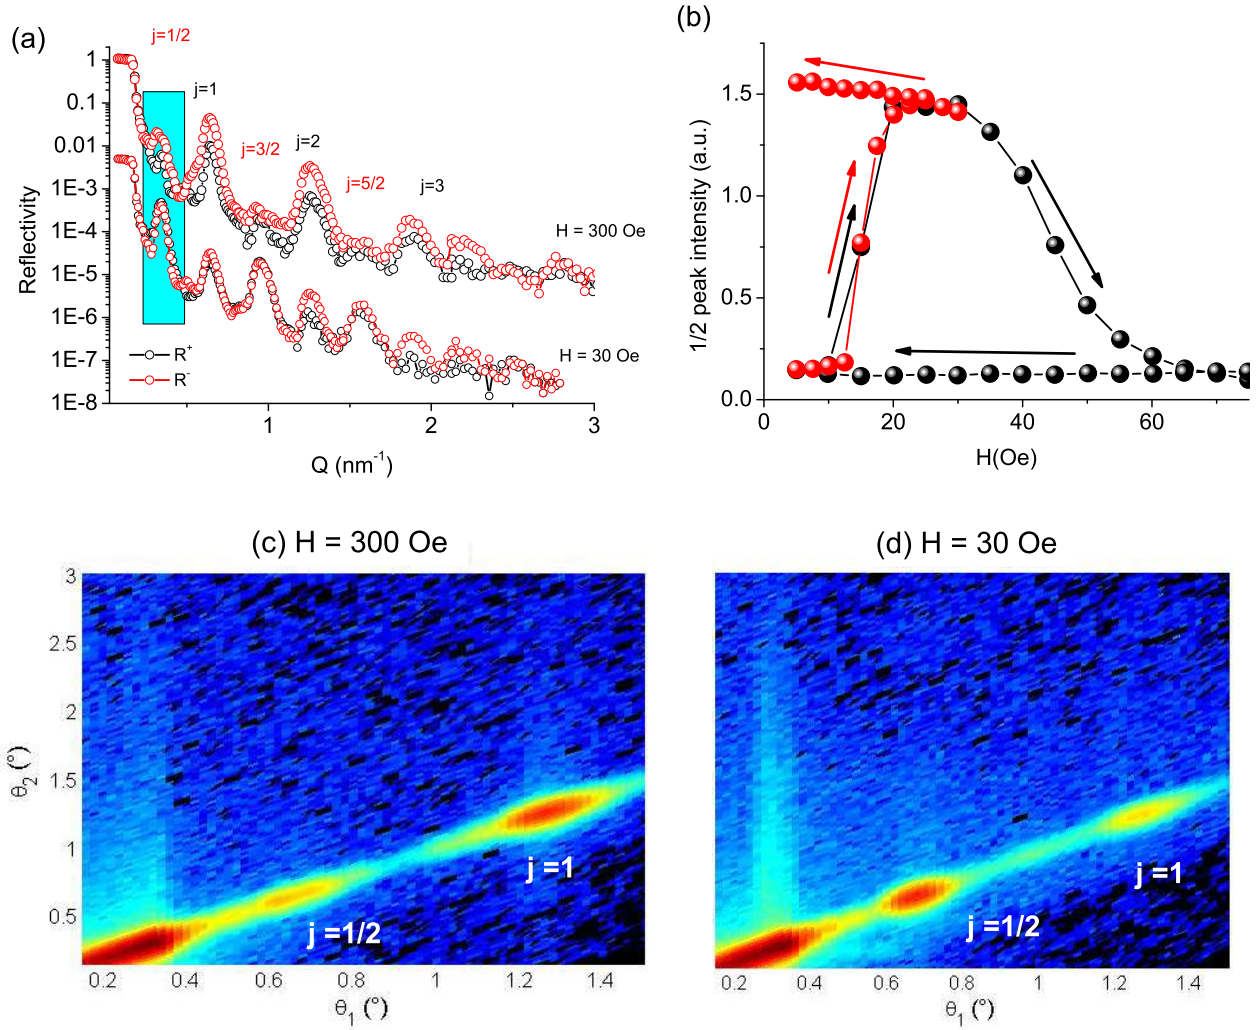 (a)
j=1/2
j=1
j=3/2
j=2
j=5/2
j=3
1
0.1
0.01
1E-3
1E-4
1E-5
1E-6
1E-7
1E-8
Reflectivity
H = 300 Oe
H = 30 Oe
R+
R-
1
2
3
Q (nm-1)
(b)
1.5
1.0
0.5
0.0
1/2 peak intensity (a.u.)
0
20
40
60
H(Oe)
(c) H = 300 Oe
3
2.5
2
1.5
1
0.5
θ2 (°)
j =1
j =1/2
0.2
0.4
0.6
0.8
1
1.2
1.4
θ1 (°)
(d) H = 30 Oe
j =1
j =1/2
0.2
0.4
0.6
0.8
1
1.2
1.4
θ1 (°)